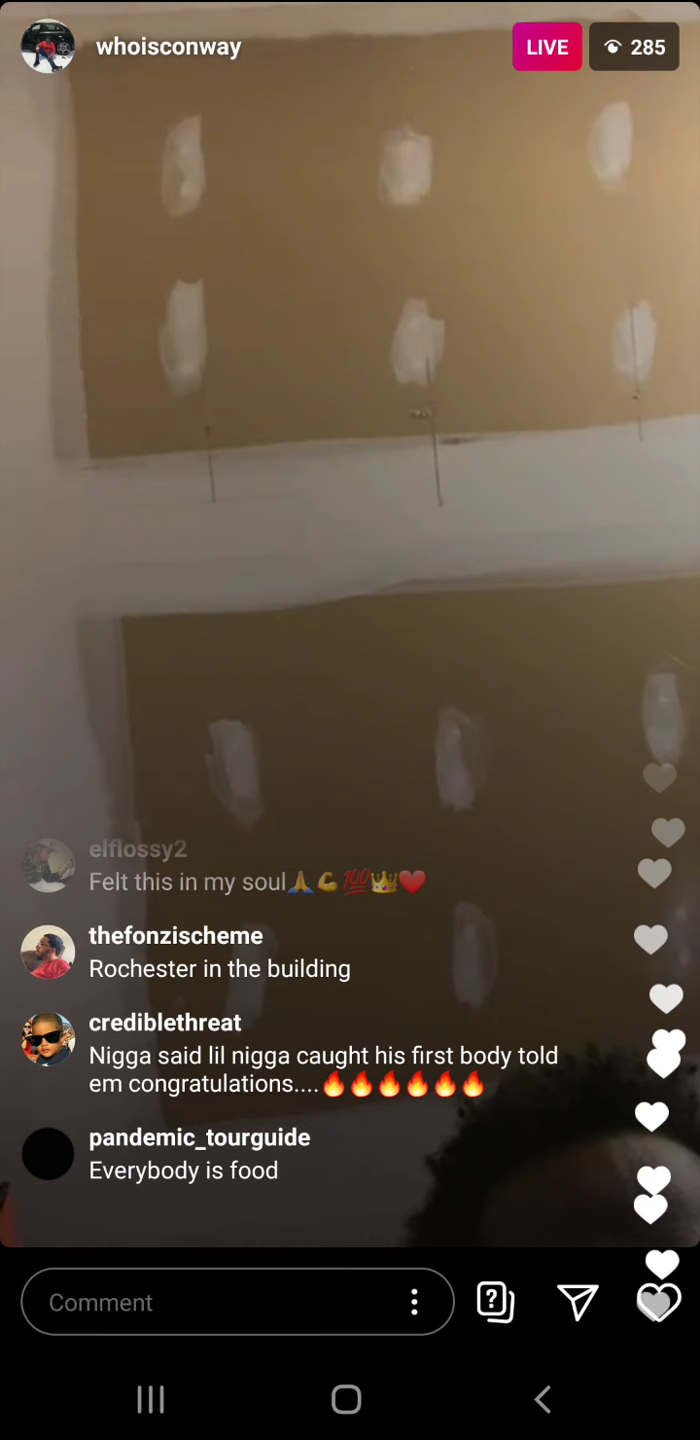 whoisconway
LIVE
285
elflossy2
Felt this in my soul🙏💪💯👑❤️
thefonzischeme
Rochester in the building
crediblethreat
Nigga said lil nigga caught his first body told
em congratulations....🔥🔥🔥🔥🔥🔥
pandemic_tourguide
Everybody is food
Comment